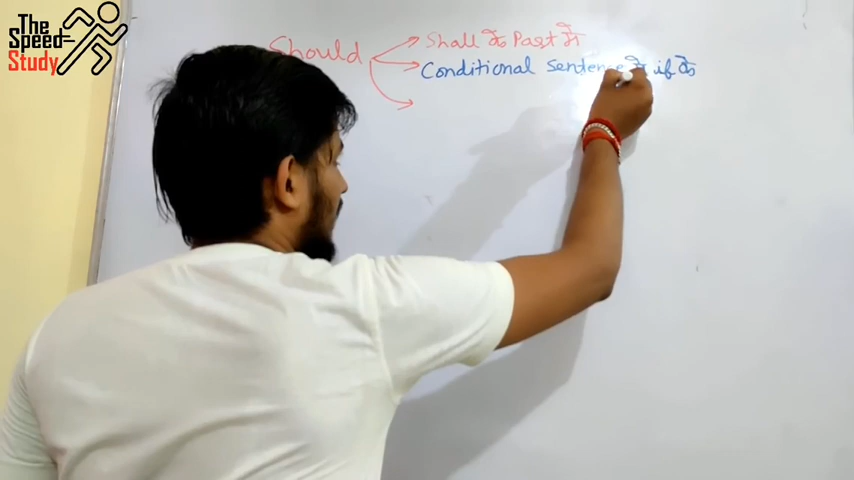 The
Speed
Study
Should
Shall के Past में
Conditional Sentence में if के